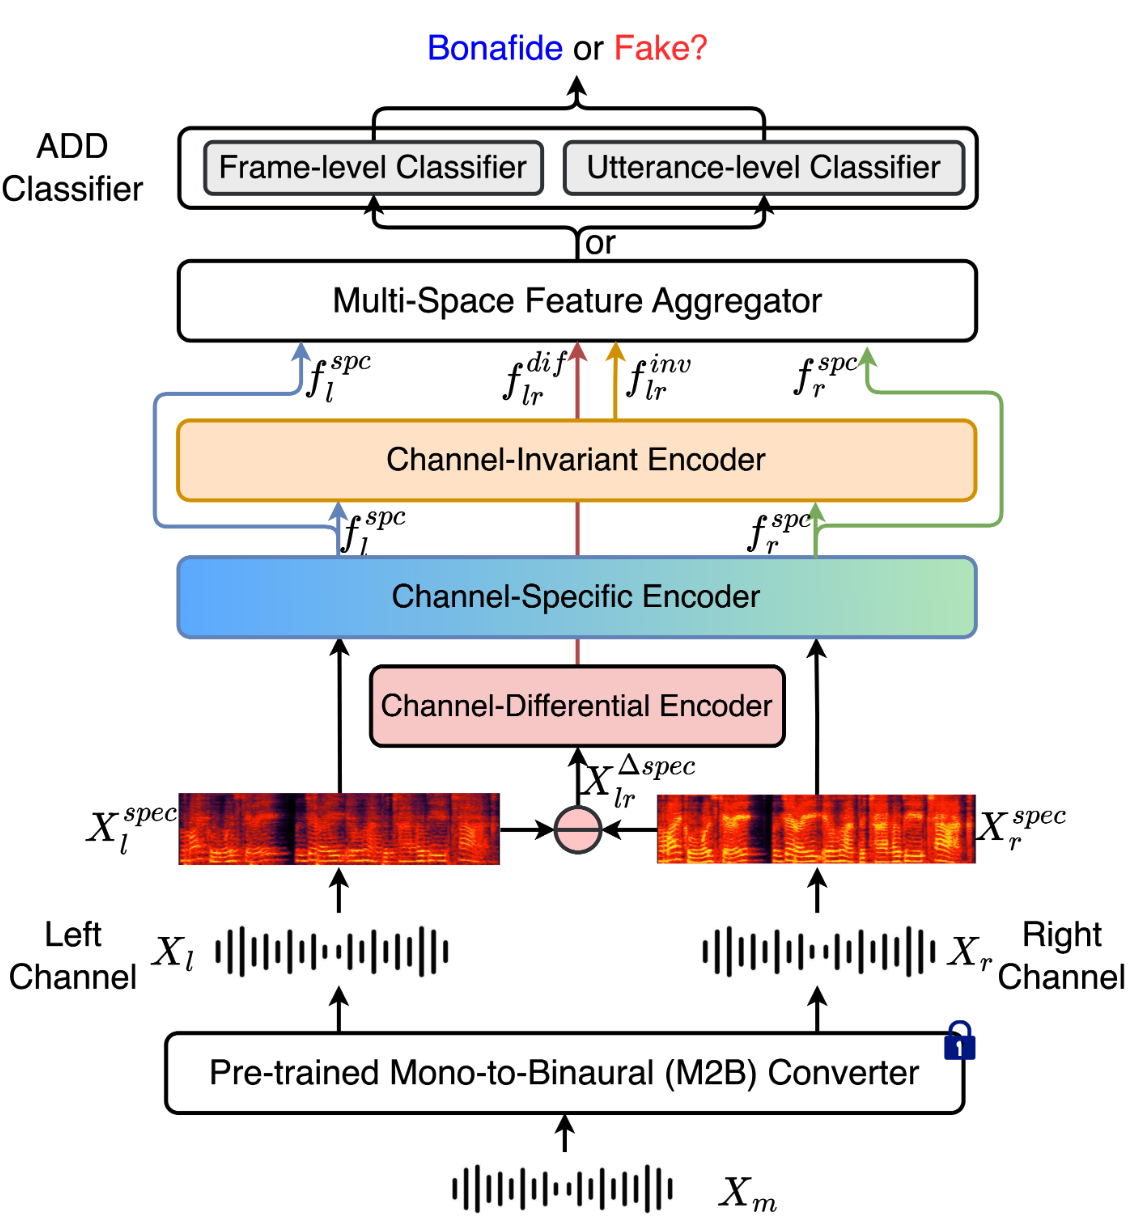 Bonafide or Fake?
ADD
Classifier
Frame-level Classifier
Utterance-level Classifier
or
Multi-Space Feature Aggregator
f_l^{spc}
f_{lr}^{dif}
f_{lr}^{inv}
f_r^{spc}
Channel-Invariant Encoder
f_l^{spc}
f_r^{spc}
Channel-Specific Encoder
Channel-Differential Encoder
X_{lr}^{Δspec}
X_l^{spec}
X_r^{spec}
Left
Channel
X_l
X_r
Right
Channel
Pre-trained Mono-to-Binaural (M2B) Converter
X_m